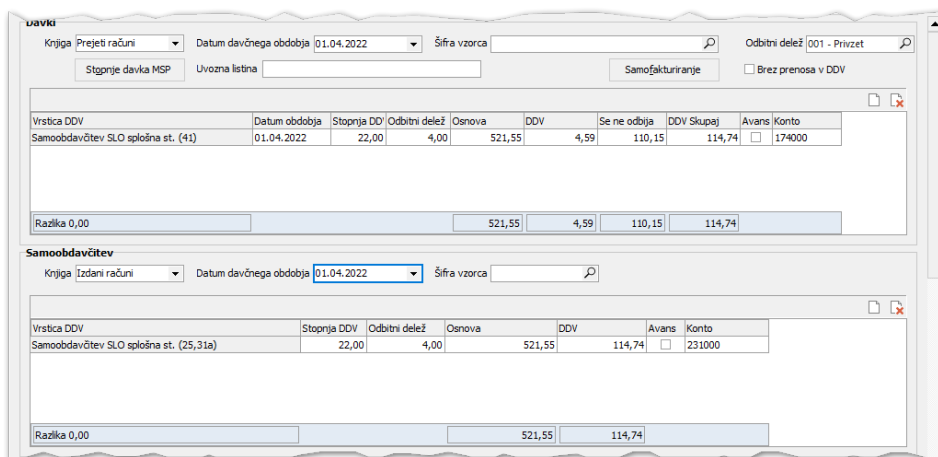 Davki
Knjiga Prejeti računi Datum davčnega obdobja 01.04.2022 Šifra vzorca Odbitni delež 001 - Privzet
Stopnje davka MSP Uvozna listina Samofakturiranje Brez prenosa v DDV
Vrstica DDV Datum obdobja Stopnja DD' Odbitni delež Osnova DDV Se ne odbija DDV Skupaj Avans Konto
Samoobdavčitev SLO splošna st. (41) 01.04.2022 22,00 4,00 521,55 4,59 110,15 114,74 174000
Razlika 0,00 521,55 4,59 110,15 114,74
Samoobdavčitev
Knjiga Izdani računi Datum davčnega obdobja 01.04.2022 Šifra vzorca
Vrstica DDV Stopnja DDV Odbitni delež Osnova DDV Avans Konto
Samoobdavčitev SLO splošna st. (25,31a) 22,00 4,00 521,55 114,74 231000
Razlika 0,00 521,55 114,74